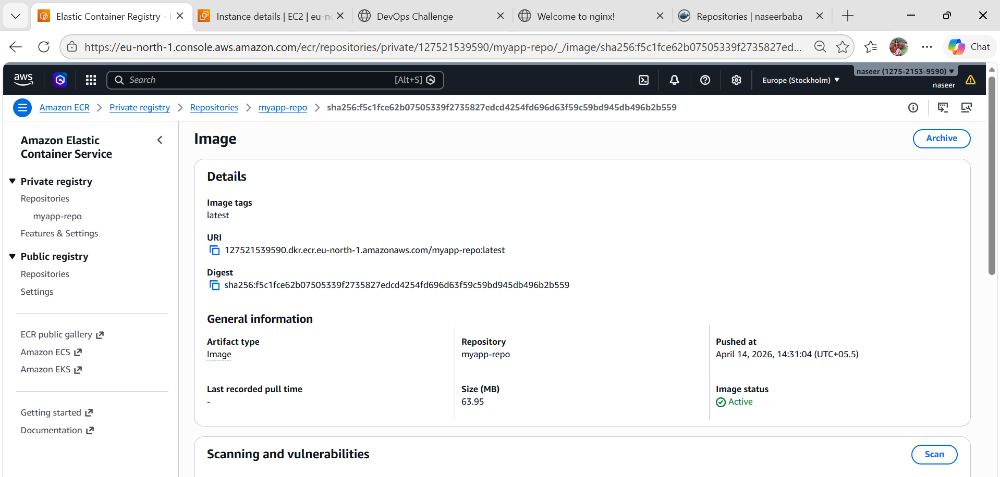 Elastic Container Registry -
Instance details | EC2 | eu-no
DevOps Challenge
Welcome to nginx!
Repositories | naseerbaba
https://eu-north-1.console.aws.amazon.com/ecr/repositories/private/127521539590/myapp-repo/_/image/sha256:f5c1fce62b07505339f2735827ed...
Chat
aws
Search
[Alt+S]
Europe (Stockholm)
naseer (1275-2153-9590)
naseer
Amazon ECR
Private registry
Repositories
myapp-repo
sha256:f5c1fce62b07505339f2735827edcd4254fd696d63f59c59bd945db496b2b559
Amazon Elastic
Container Service
Private registry
Repositories
myapp-repo
Features & Settings
Public registry
Repositories
Settings
ECR public gallery
Amazon ECS
Amazon EKS
Getting started
Documentation
Image
Archive
Details
Image tags
latest
URI
127521539590.dkr.ecr.eu-north-1.amazonaws.com/myapp-repo:latest
Digest
sha256:f5c1fce62b07505339f2735827edcd4254fd696d63f59c59bd945db496b2b559
General information
Artifact type
Image
Repository
myapp-repo
Pushed at
April 14, 2026, 14:31:04 (UTC+05.5)
Last recorded pull time
-
Size (MB)
63.95
Image status
Active
Scanning and vulnerabilities
Scan